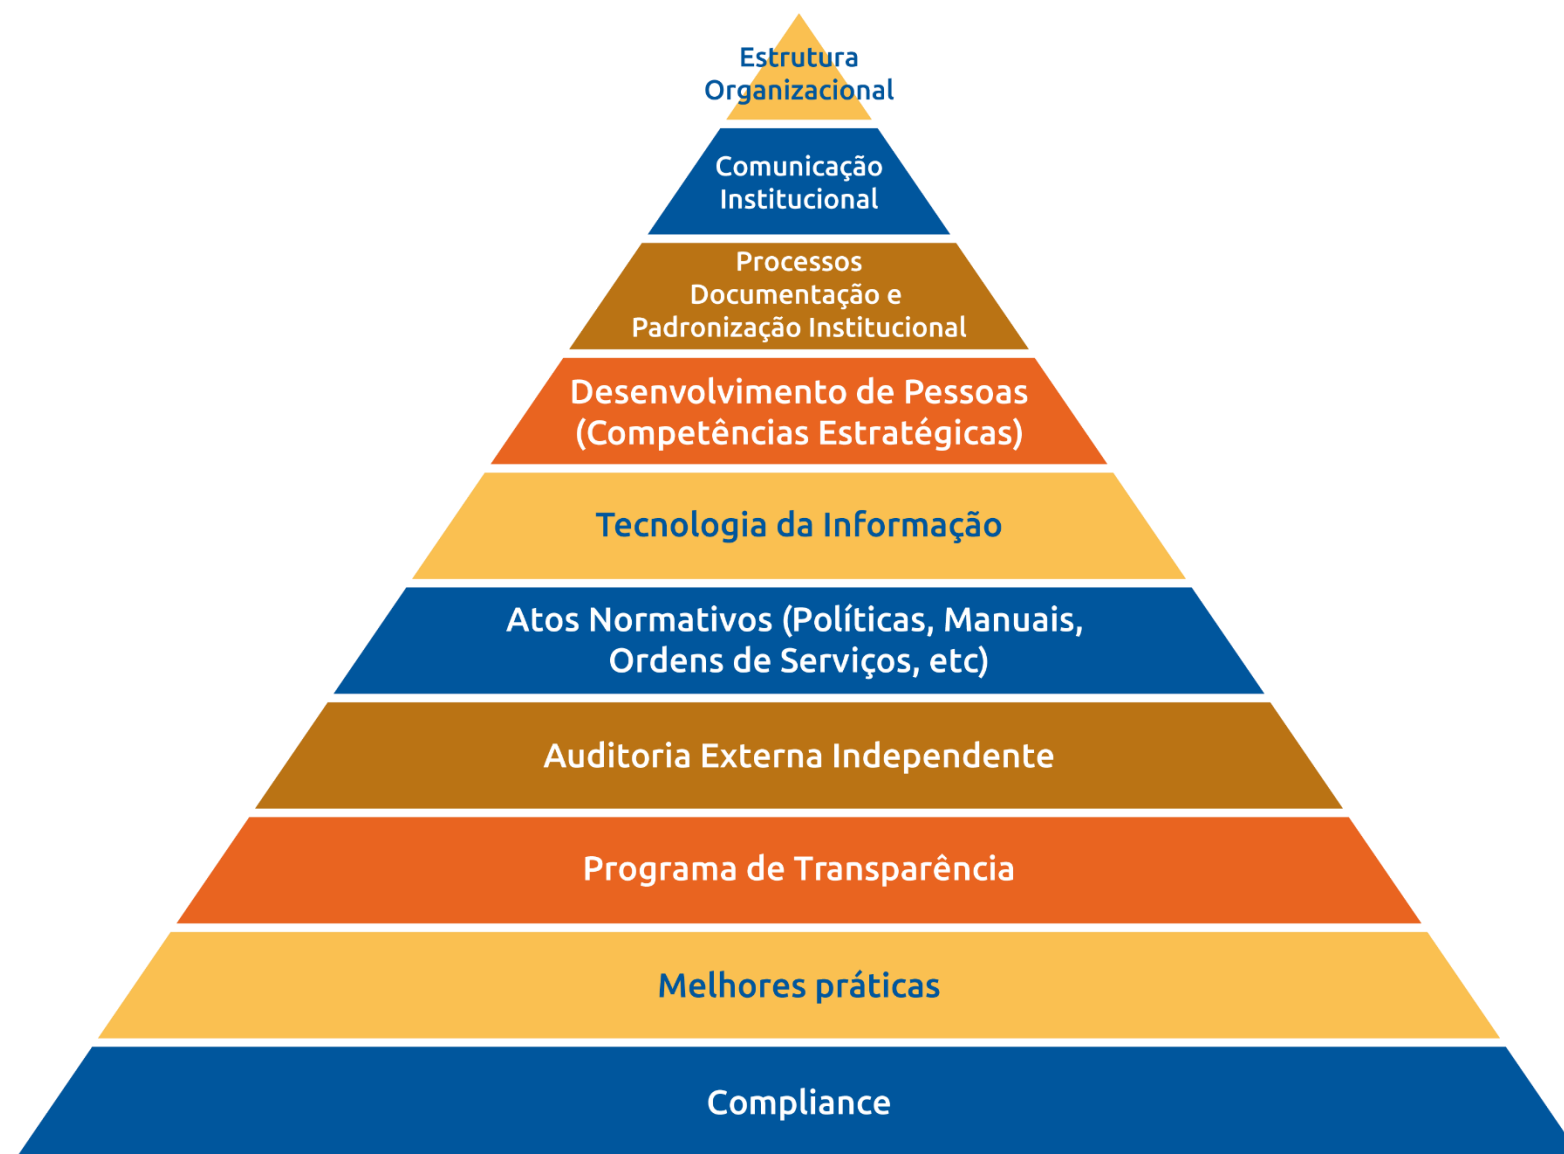 Estrutura
Organizacional
Comunicação
Institucional
Processos
Documentação e
Padronização Institucional
Desenvolvimento de Pessoas
(Competências Estratégicas)
Tecnologia da Informação
Atos Normativos (Políticas, Manuais,
Ordens de Serviços, etc)
Auditoria Externa Independente
Programa de Transparência
Melhores práticas
Compliance